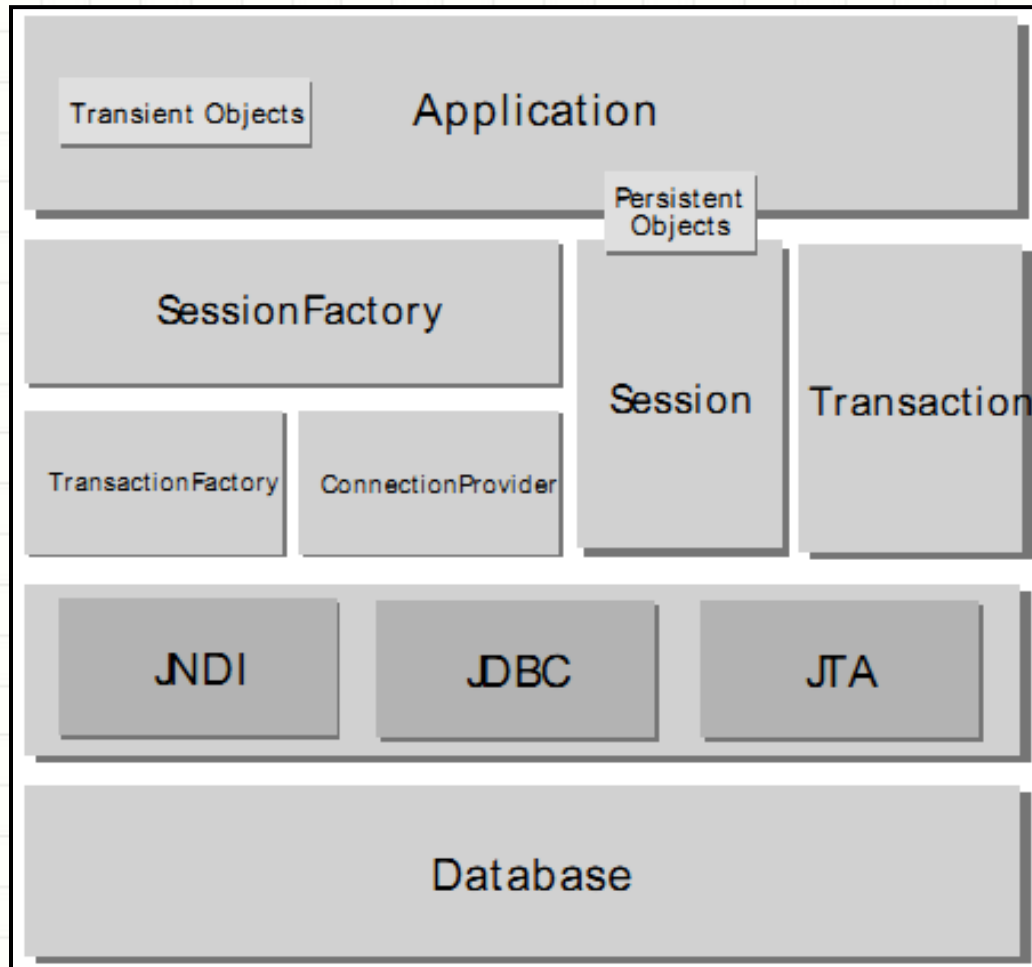 Transient Objects
Application
Persistent
Objects
SessionFactory
Session
Transaction
TransactionFactory
ConnectionProvider
JNDI
JDBC
JTA
Database